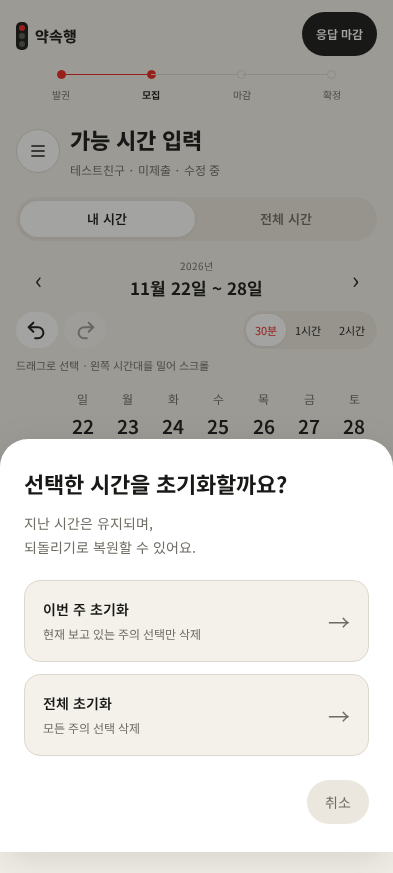 약속행
응답 마감
발권
모집
마감
확정
가능 시간 입력
테스트친구 · 미제출 · 수정 중
내 시간
전체 시간
2026년
‹ 11월 22일 ~ 28일 ›
30분 1시간 2시간
드래그로 선택 · 왼쪽 시간대를 밀어 스크롤
일 월 화 수 목 금 토
22 23 24 25 26 27 28
선택한 시간을 초기화할까요?
지난 시간은 유지되며,
되돌리기로 복원할 수 있어요.
이번 주 초기화
현재 보고 있는 주의 선택만 삭제
→
전체 초기화
모든 주의 선택 삭제
→
취소